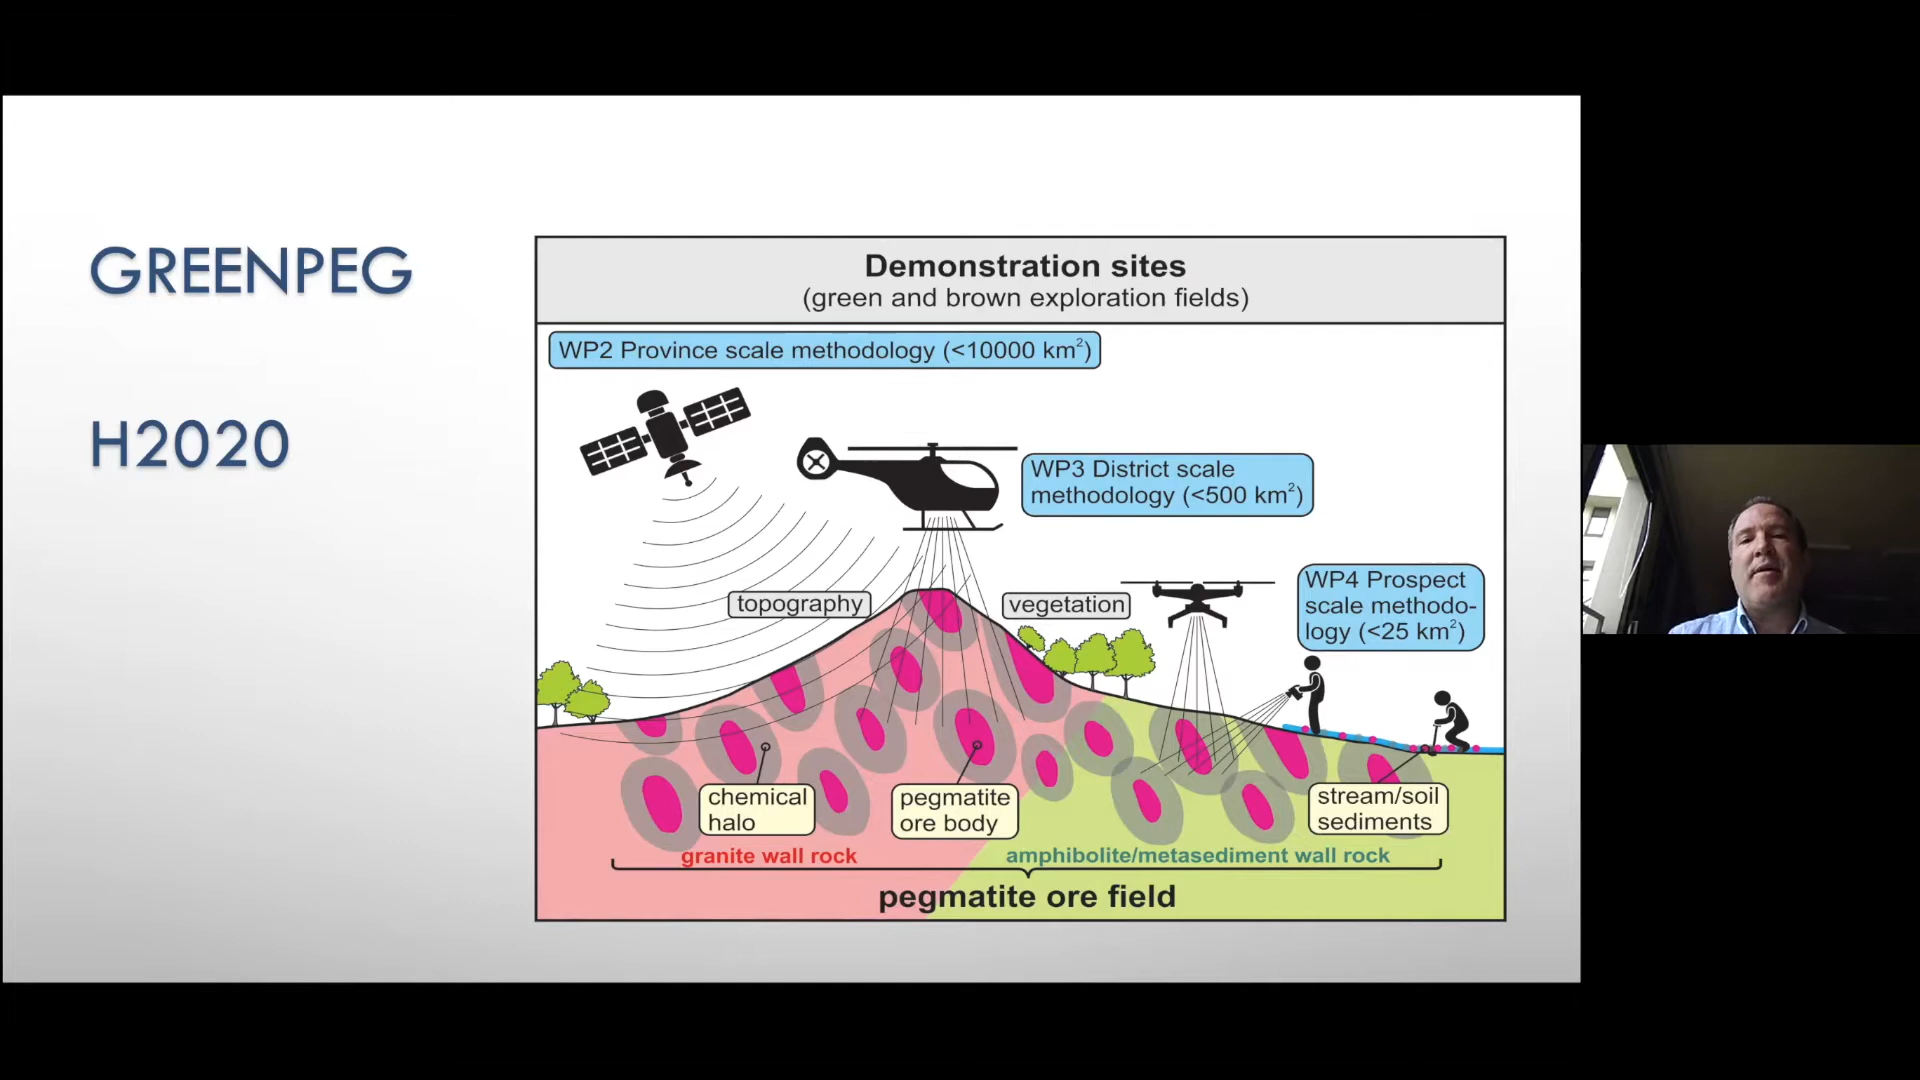 GREENPEG
H2020
Demonstration sites
(green and brown exploration fields)
WP2 Province scale methodology (<10000 km²)
WP3 District scale
methodology (<500 km²)
WP4 Prospect
scale methodo-
logy (<25 km²)
topography
vegetation
chemical
halo
pegmatite
ore body
stream/soil
sediments
granite wall rock
amphibolite/metasediment wall rock
pegmatite ore field